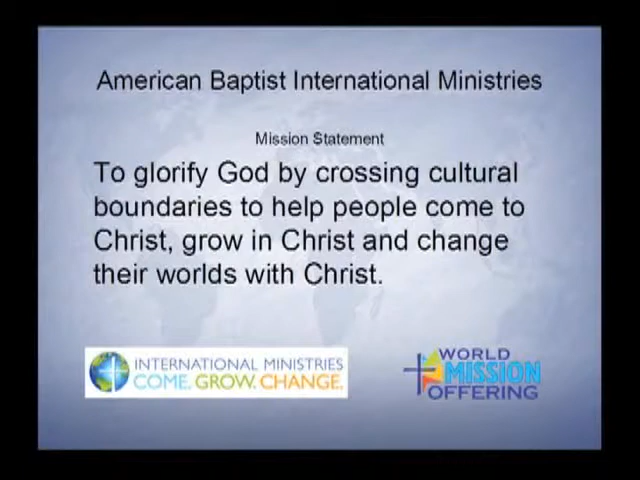 American Baptist International Ministries
Mission Statement
To glorify God by crossing cultural
boundaries to help people come to
Christ, grow in Christ and change
their worlds with Christ.
INTERNATIONAL MINISTRIES
COME. GROW. CHANGE.
WORLD
MISSION
OFFERING